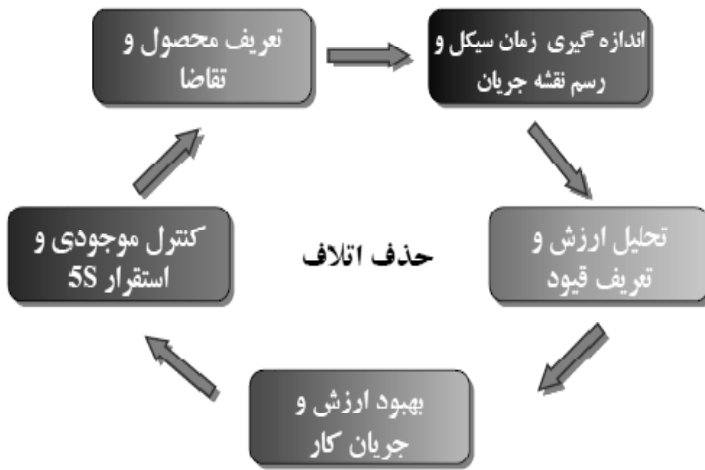 تعریف محصول و
تقاضا
اندازه گیری زمان سیکل و
رسم نقشه جریان
تحلیل ارزش و
تعریف قیود
بهبود ارزش و
جریان کار
کنترل موجودی و
استقرار 5S
حذف اتلاف